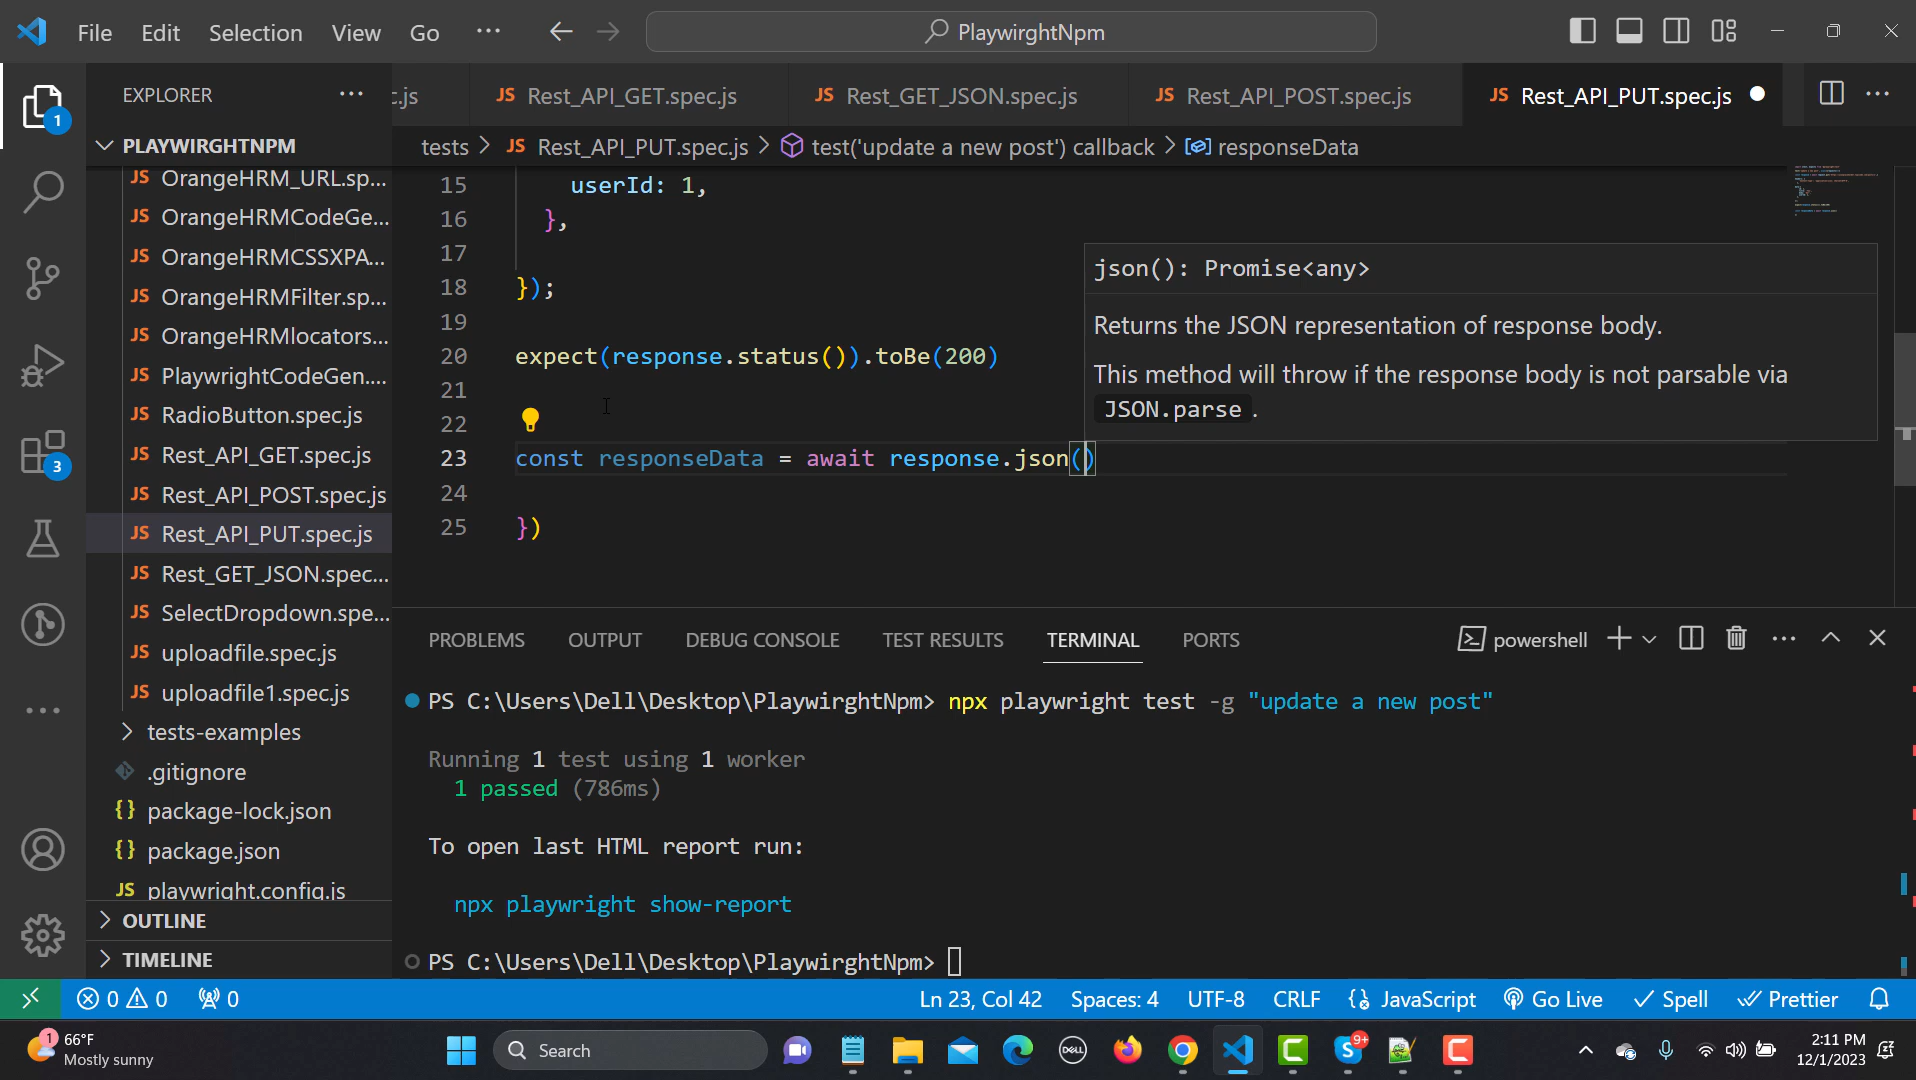 File Edit Selection View Go ··· PlaywirghtNpm
EXPLORER ···
c.js Rest_API_GET.spec.js Rest_GET_JSON.spec.js Rest_API_POST.spec.js Rest_API_PUT.spec.js
PLAYWIRGHTNPM
tests > JS Rest_API_PUT.spec.js > test('update a new post') callback > responseData
JS OrangeHRM_URL.sp...
JS OrangeHRMCodeGe...
JS OrangeHRMCSSXPA...
JS OrangeHRMFilter.sp...
JS OrangeHRMlocators...
JS PlaywrightCodeGen....
JS RadioButton.spec.js
JS Rest_API_GET.spec.js
JS Rest_API_POST.spec.js
JS Rest_API_PUT.spec.js
JS Rest_GET_JSON.spec...
JS SelectDropdown.spe...
JS uploadfile.spec.js
JS uploadfile1.spec.js
tests-examples
.gitignore
{} package-lock.json
{} package.json
JS playwright.config.js
OUTLINE
TIMELINE
15 userId: 1,
16 },
17
18 });
19
20 expect(response.status()).toBe(200)
21
22
23 const responseData = await response.json()
24
25 })
json(): Promise<any>
Returns the JSON representation of response body.
This method will throw if the response body is not parsable via
JSON.parse .
PROBLEMS OUTPUT DEBUG CONSOLE TEST RESULTS TERMINAL PORTS powershell
PS C:\Users\Dell\Desktop\PlaywirghtNpm> npx playwright test -g "update a new post"
Running 1 test using 1 worker
1 passed (786ms)
To open last HTML report run:
npx playwright show-report
PS C:\Users\Dell\Desktop\PlaywirghtNpm>
1
3
0 0 0 Ln 23, Col 42 Spaces: 4 UTF-8 CRLF {} JavaScript Go Live Spell Prettier
1 66°F
Mostly sunny
Search
DELL
9+
2:11 PM
12/1/2023